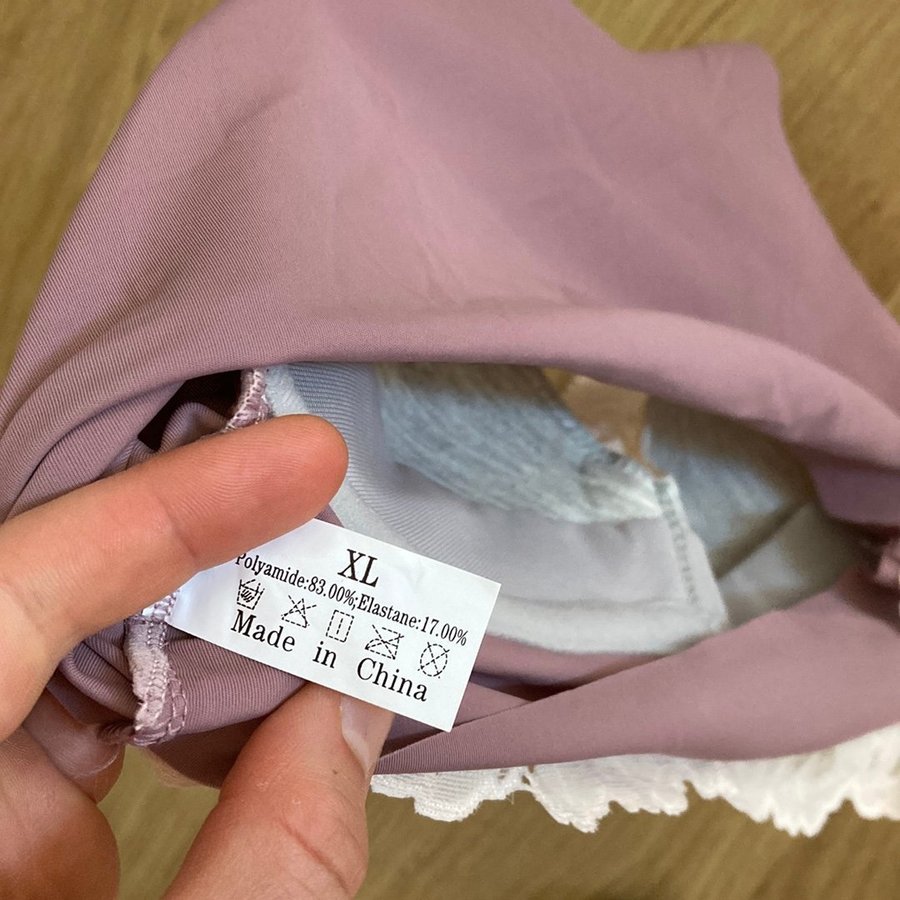 XL
Polyamide:83.00%;Elastane:17.00%
Made in China